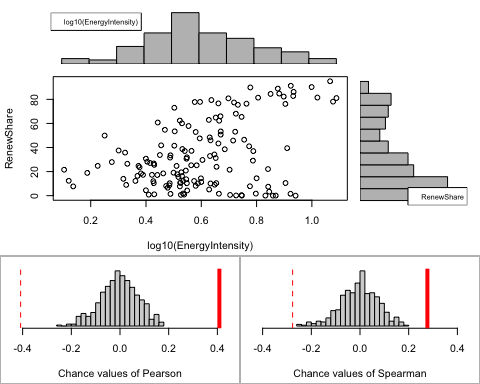 log10(EnergyIntensity)
RenewShare
80
60
40
20
0
RenewShare
0.2 0.4 0.6 0.8 1.0
log10(EnergyIntensity)
-0.4 -0.2 0.0 0.2 0.4
Chance values of Pearson
-0.4 -0.2 0.0 0.2 0.4
Chance values of Spearman